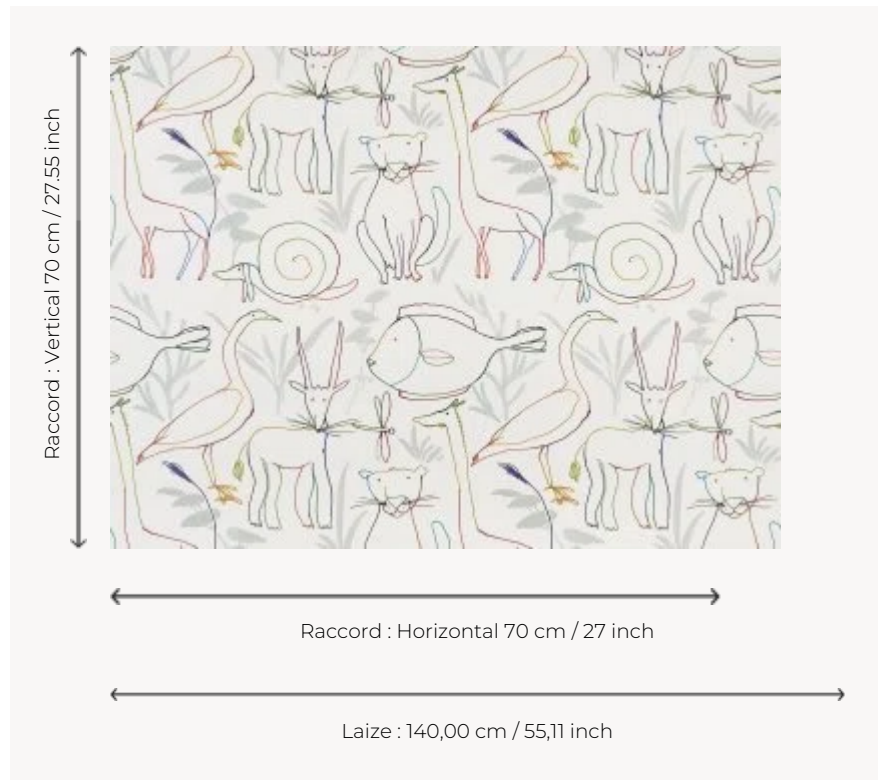 Raccord : Vertical 70 cm / 27.55 inch
Raccord : Horizontal 70 cm / 27 inch
Laize : 140,00 cm / 55,11 inch